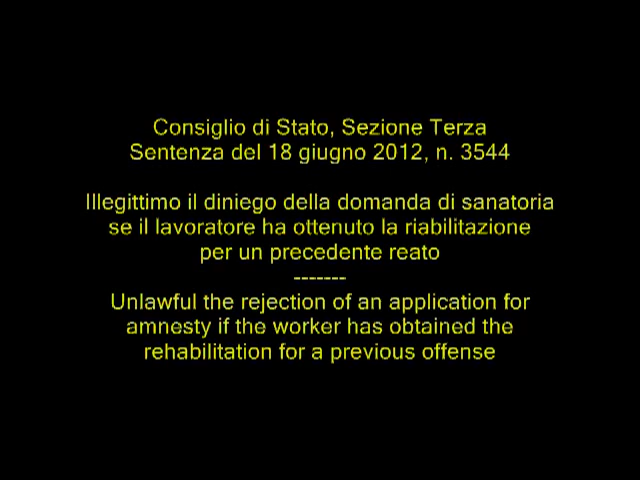 Consiglio di Stato, Sezione Terza
Sentenza del 18 giugno 2012, n. 3544
Illegittimo il diniego della domanda di sanatoria
se il lavoratore ha ottenuto la riabilitazione
per un precedente reato
-------
Unlawful the rejection of an application for
amnesty if the worker has obtained the
rehabilitation for a previous offense